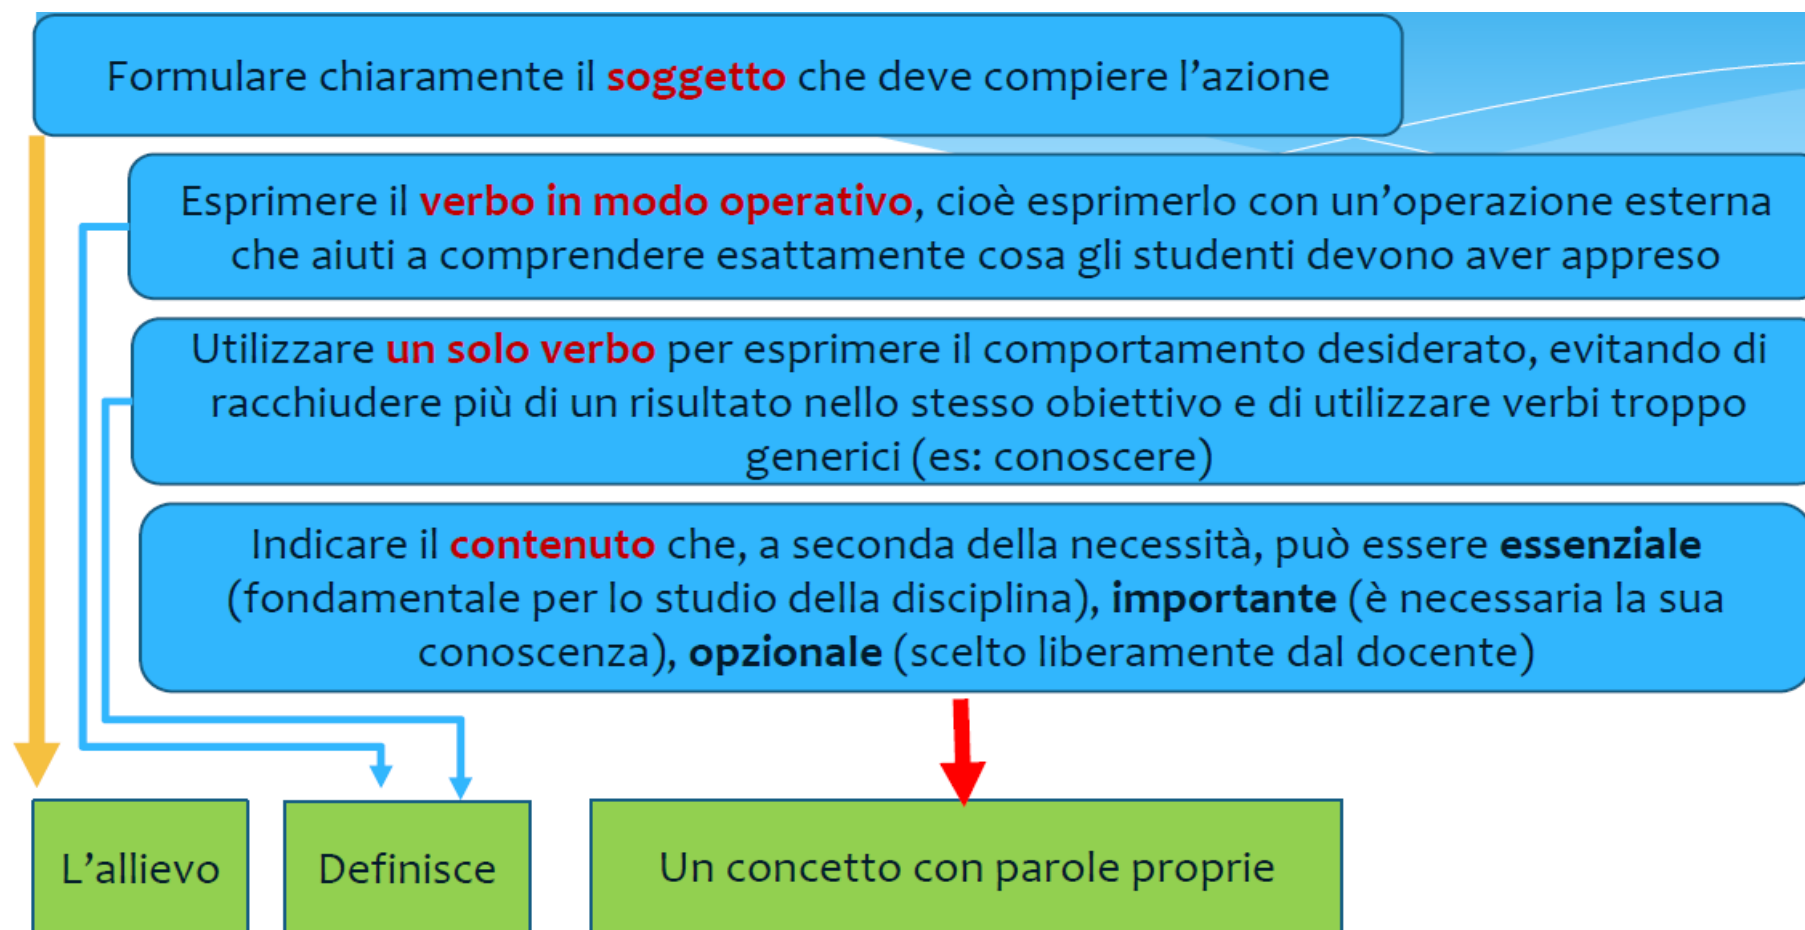 Formulare chiaramente il soggetto che deve compiere l'azione
Esprimere il verbo in modo operativo, cioè esprimerlo con un'operazione esterna
che aiuti a comprendere esattamente cosa gli studenti devono aver appreso
Utilizzare un solo verbo per esprimere il comportamento desiderato, evitando di
racchiudere più di un risultato nello stesso obiettivo e di utilizzare verbi troppo
generici (es: conoscere)
Indicare il contenuto che, a seconda della necessità, può essere essenziale
(fondamentale per lo studio della disciplina), importante (è necessaria la sua
conoscenza), opzionale (scelto liberamente dal docente)
L'allievo
Definisce
Un concetto con parole proprie